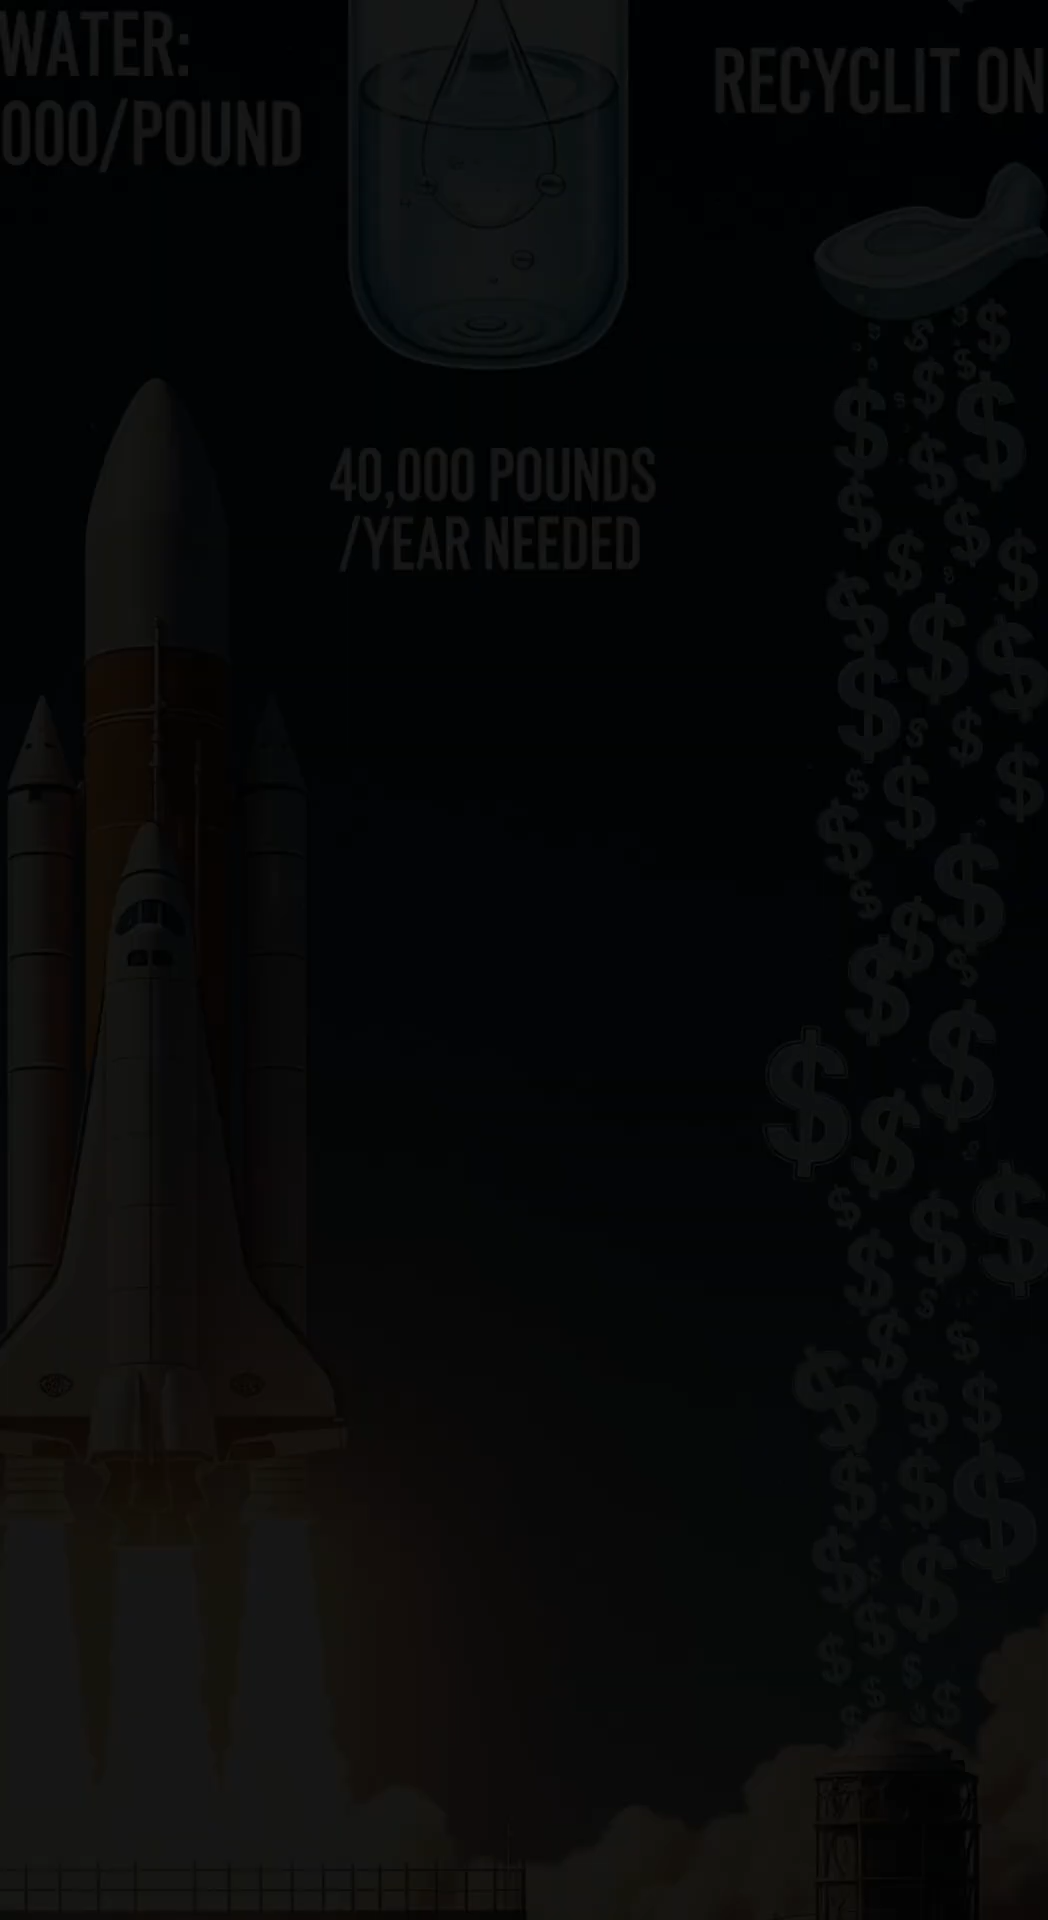 WATER:
000/POUND
RECYCLIT ON
40,000 POUNDS
/YEAR NEEDED